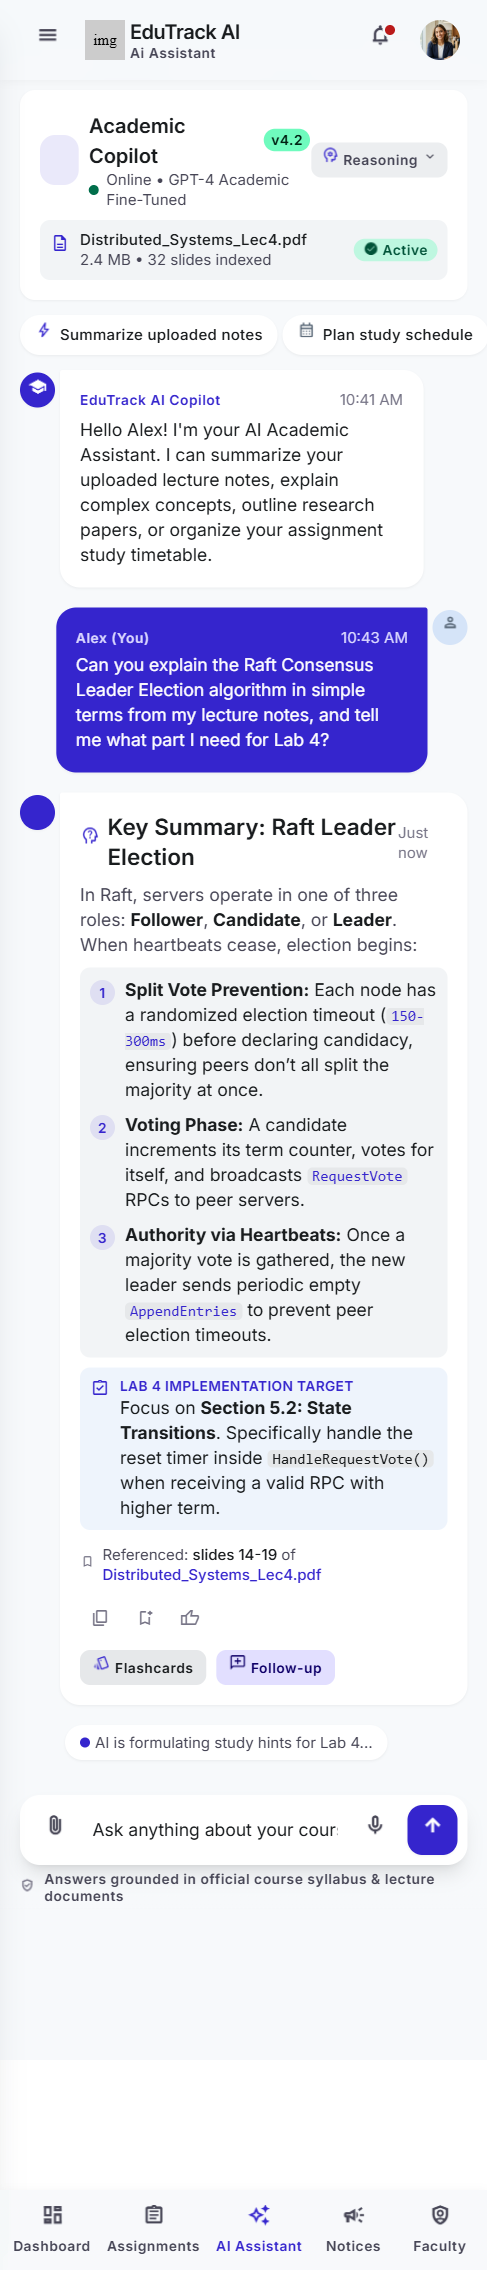 img
EduTrack AI
Ai Assistant
Academic
Copilot
v4.2
Online • GPT-4 Academic
Fine-Tuned
Reasoning
Distributed_Systems_Lec4.pdf
2.4 MB • 32 slides indexed
Active
Summarize uploaded notes
Plan study schedule
EduTrack AI Copilot
10:41 AM
Hello Alex! I'm your AI Academic
Assistant. I can summarize your
uploaded lecture notes, explain
complex concepts, outline research
papers, or organize your assignment
study timetable.
Alex (You)
10:43 AM
Can you explain the Raft Consensus
Leader Election algorithm in simple
terms from my lecture notes, and tell
me what part I need for Lab 4?
Key Summary: Raft Leader
Election
Just
now
In Raft, servers operate in one of three
roles: Follower, Candidate, or Leader.
When heartbeats cease, election begins:
1
Split Vote Prevention: Each node has
a randomized election timeout ( 150-
300ms ) before declaring candidacy,
ensuring peers don’t all split the
majority at once.
2
Voting Phase: A candidate
increments its term counter, votes for
itself, and broadcasts RequestVote
RPCs to peer servers.
3
Authority via Heartbeats: Once a
majority vote is gathered, the new
leader sends periodic empty
AppendEntries to prevent peer
election timeouts.
LAB 4 IMPLEMENTATION TARGET
Focus on Section 5.2: State
Transitions. Specifically handle the
reset timer inside HandleRequestVote()
when receiving a valid RPC with
higher term.
Referenced: slides 14-19 of
Distributed_Systems_Lec4.pdf
Flashcards
Follow-up
AI is formulating study hints for Lab 4...
Ask anything about your cour
Answers grounded in official course syllabus & lecture
documents
Dashboard
Assignments
AI Assistant
Notices
Faculty